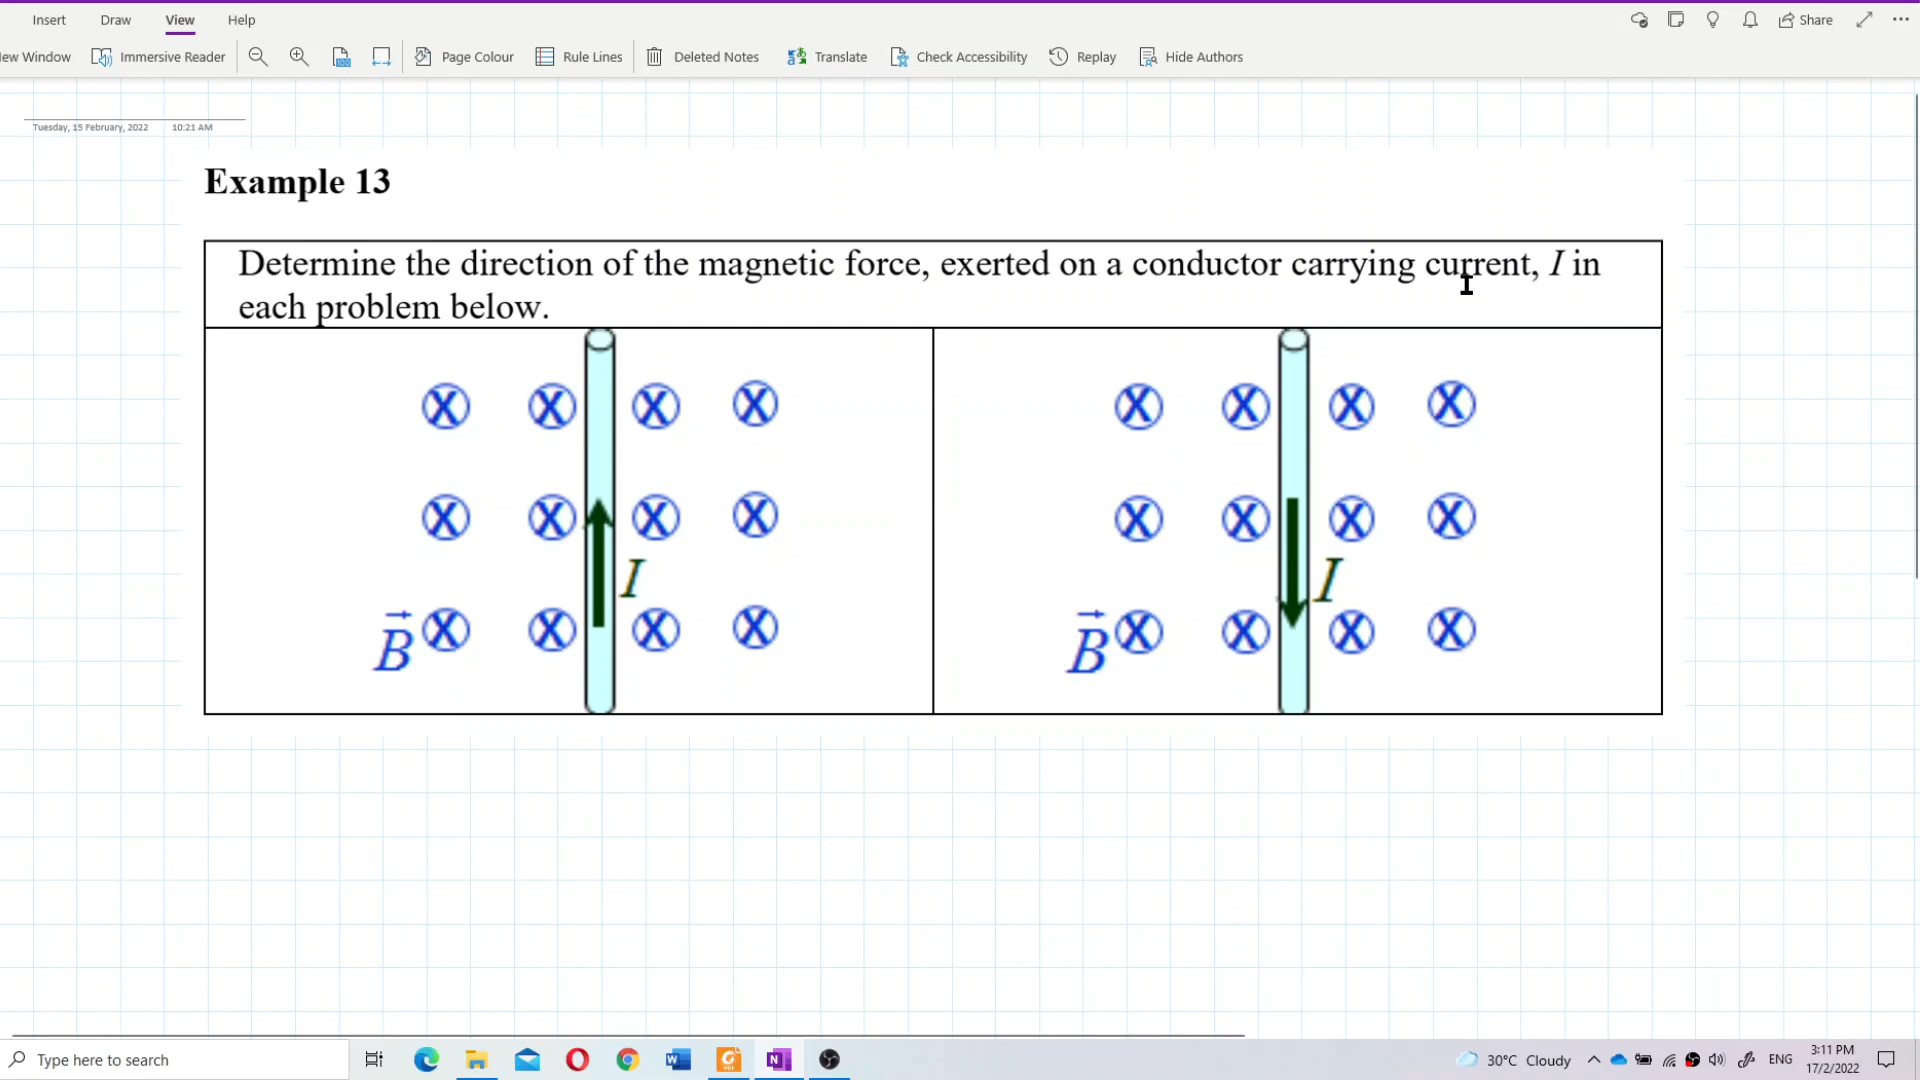 Insert Draw View Help
Share
ew Window Immersive Reader 100 Page Colour Rule Lines Deleted Notes Translate Check Accessibility Replay Hide Authors
Tuesday, 15 February, 2022 10:21 AM
Example 13
Determine the direction of the magnetic force, exerted on a conductor carrying current, I in
each problem below.
X X X X
X X X X
I
B X X X X
X X X X
X X X X
I
B X X X X
Type here to search
30°C Cloudy
ENG
3:11 PM
17/2/2022